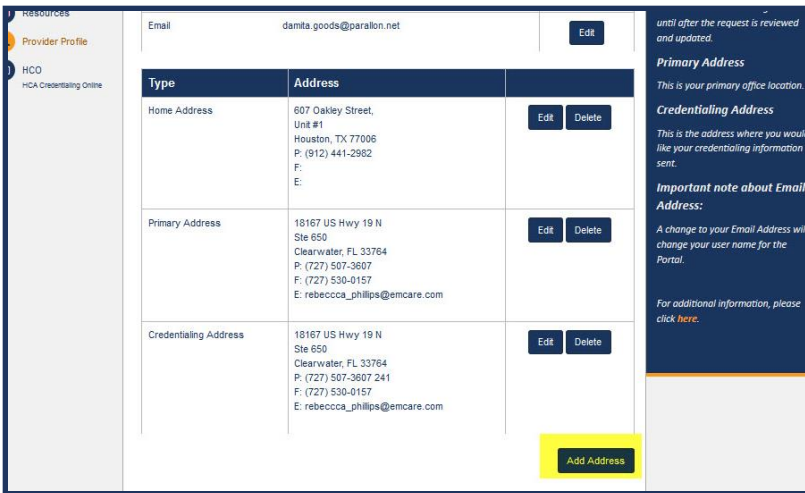 Resources
Provider Profile
HCO
HCA Credentialing Online
Email damita.goods@parallon.net Edit
Type Address
Home Address 607 Oakley Street, Edit Delete
Unit #1
Houston, TX 77006
P: (912) 441-2982
F:
E:
Primary Address 18167 US Hwy 19 N Edit Delete
Ste 650
Clearwater, FL 33764
P: (727) 507-3607
F: (727) 530-0157
E: rebeccca_phillips@emcare.com
Credentialing Address 18167 US Hwy 19 N Edit Delete
Ste 650
Clearwater, FL 33764
P: (727) 507-3607 241
F: (727) 530-0157
E: rebeccca_phillips@emcare.com
Add Address
until after the request is reviewed
and updated.
Primary Address
This is your primary office location.
Credentialing Address
This is the address where you would
like your credentialing information
sent.
Important note about Email
Address:
A change to your Email Address will
change your user name for the
Portal.
For additional information, please
click here.